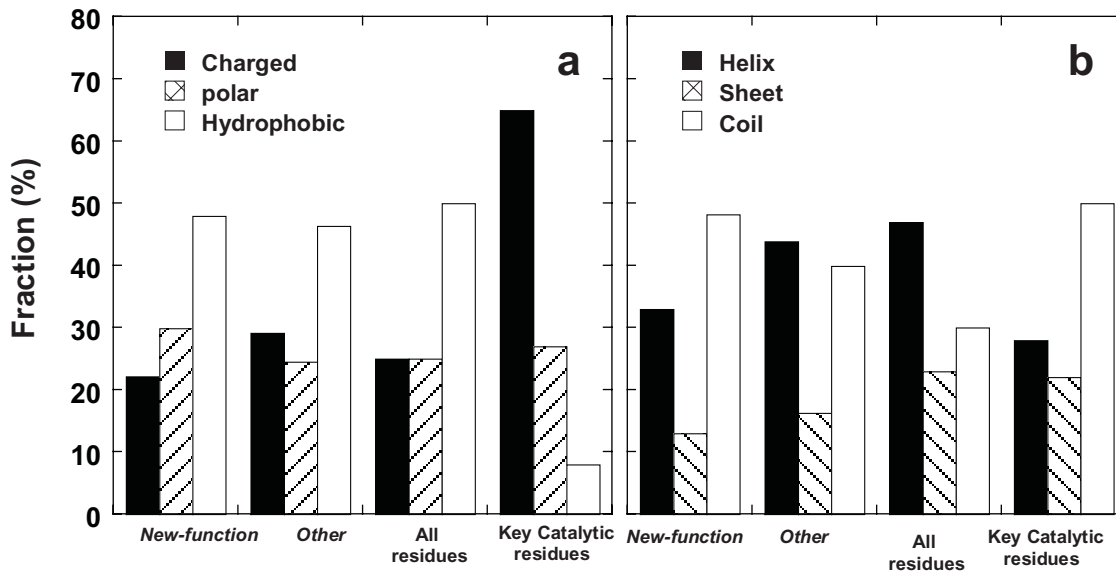 Fraction (%)
80
70
60
50
40
30
20
10
0
a
Charged
polar
Hydrophobic
New-function
Other
All
residues
Key Catalytic
residues
b
Helix
Sheet
Coil
New-function
Other
All
residues
Key Catalytic
residues